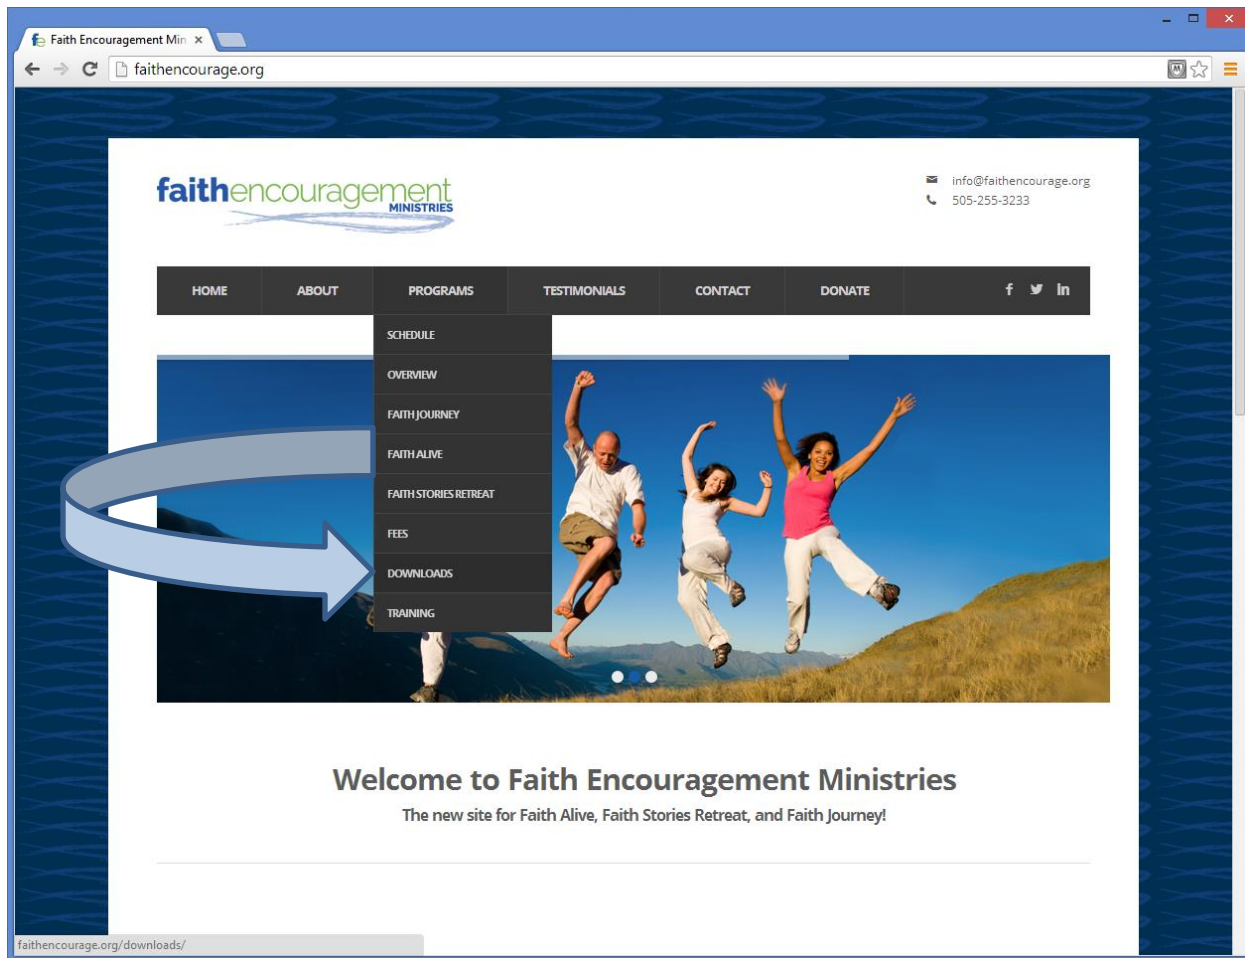 Faith Encouragement Min
faithencourage.org
faithencouragement
MINISTRIES
info@faithencourage.org
505-255-3233
HOME ABOUT PROGRAMS TESTIMONIALS CONTACT DONATE
SCHEDULE
OVERVIEW
FAITH JOURNEY
FAITH ALIVE
FAITH STORIES RETREAT
FEES
DOWNLOADS
TRAINING
Welcome to Faith Encouragement Ministries
The new site for Faith Alive, Faith Stories Retreat, and Faith Journey!
faithencourage.org/downloads/